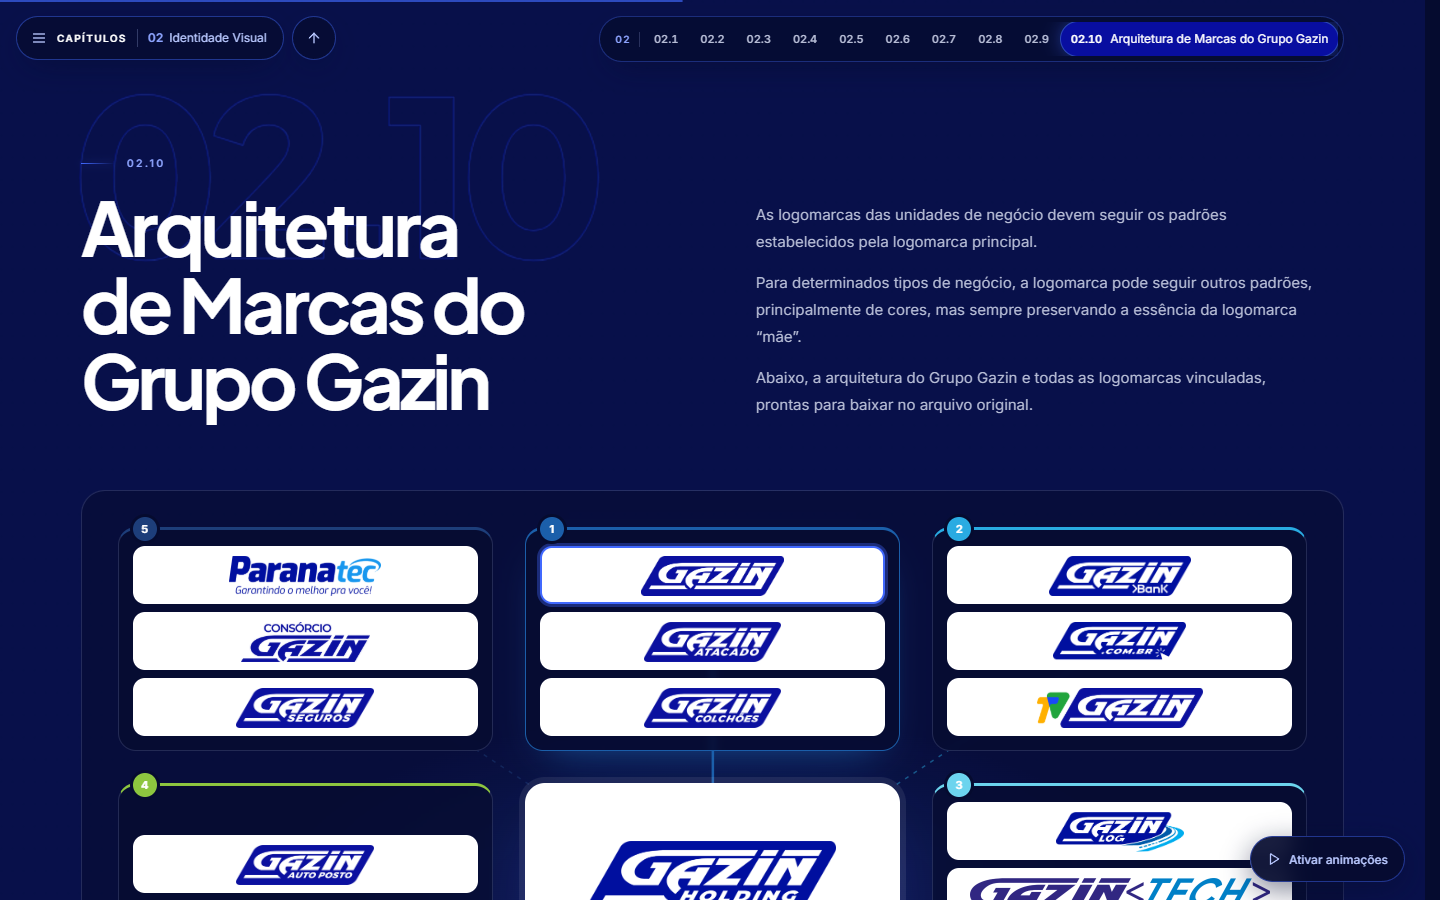 CAPÍTULOS 02 Identidade Visual
02 02.1 02.2 02.3 02.4 02.5 02.6 02.7 02.8 02.9 02.10 Arquitetura de Marcas do Grupo Gazin
02.10
02.10
Arquitetura
de Marcas do
Grupo Gazin
As logomarcas das unidades de negócio devem seguir os padrões
estabelecidos pela logomarca principal.
Para determinados tipos de negócio, a logomarca pode seguir outros padrões,
principalmente de cores, mas sempre preservando a essência da logomarca
“mãe”.
Abaixo, a arquitetura do Grupo Gazin e todas as logomarcas vinculadas,
prontas para baixar no arquivo original.
5
Paranatec
Garantindo o melhor pra você!
CONSÓRCIO
GAZIN
GAZIN
SEGUROS
1
GAZIN
GAZIN
ATACADO
GAZIN
COLCHÕES
2
GAZIN
BANK
GAZIN
.COM.BR
TV GAZIN
4
GAZIN
AUTO POSTO
GAZIN
HOLDING
3
GAZIN
LOG
GAZIN<TECH>
Ativar animações